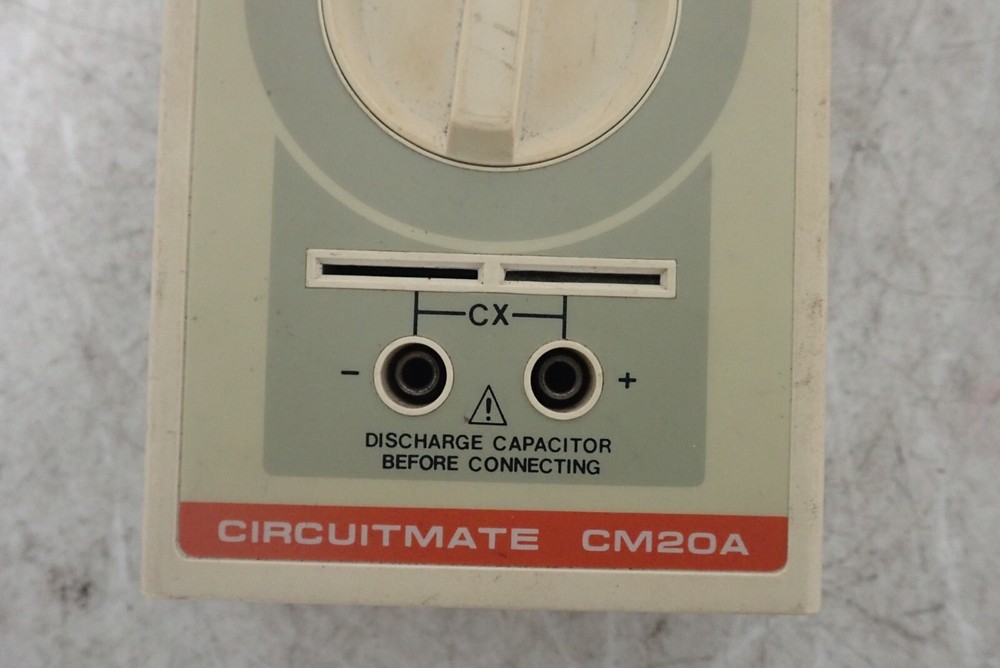 CX
- +
DISCHARGE CAPACITOR
BEFORE CONNECTING
CIRCUITMATE CM20A